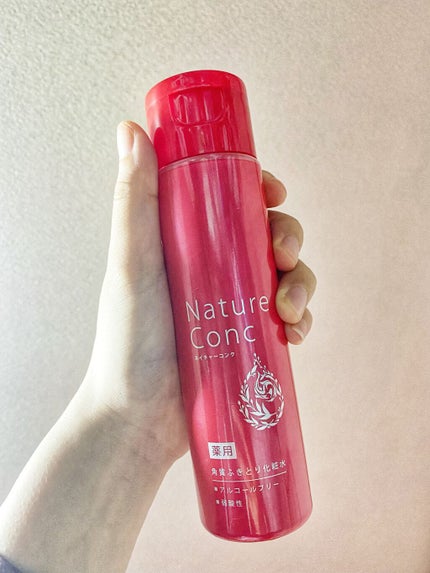 Nature
Conc
ネイチャーコンク
薬用
角質ふきとり化粧水
*アルコールフリー
*弱酸性